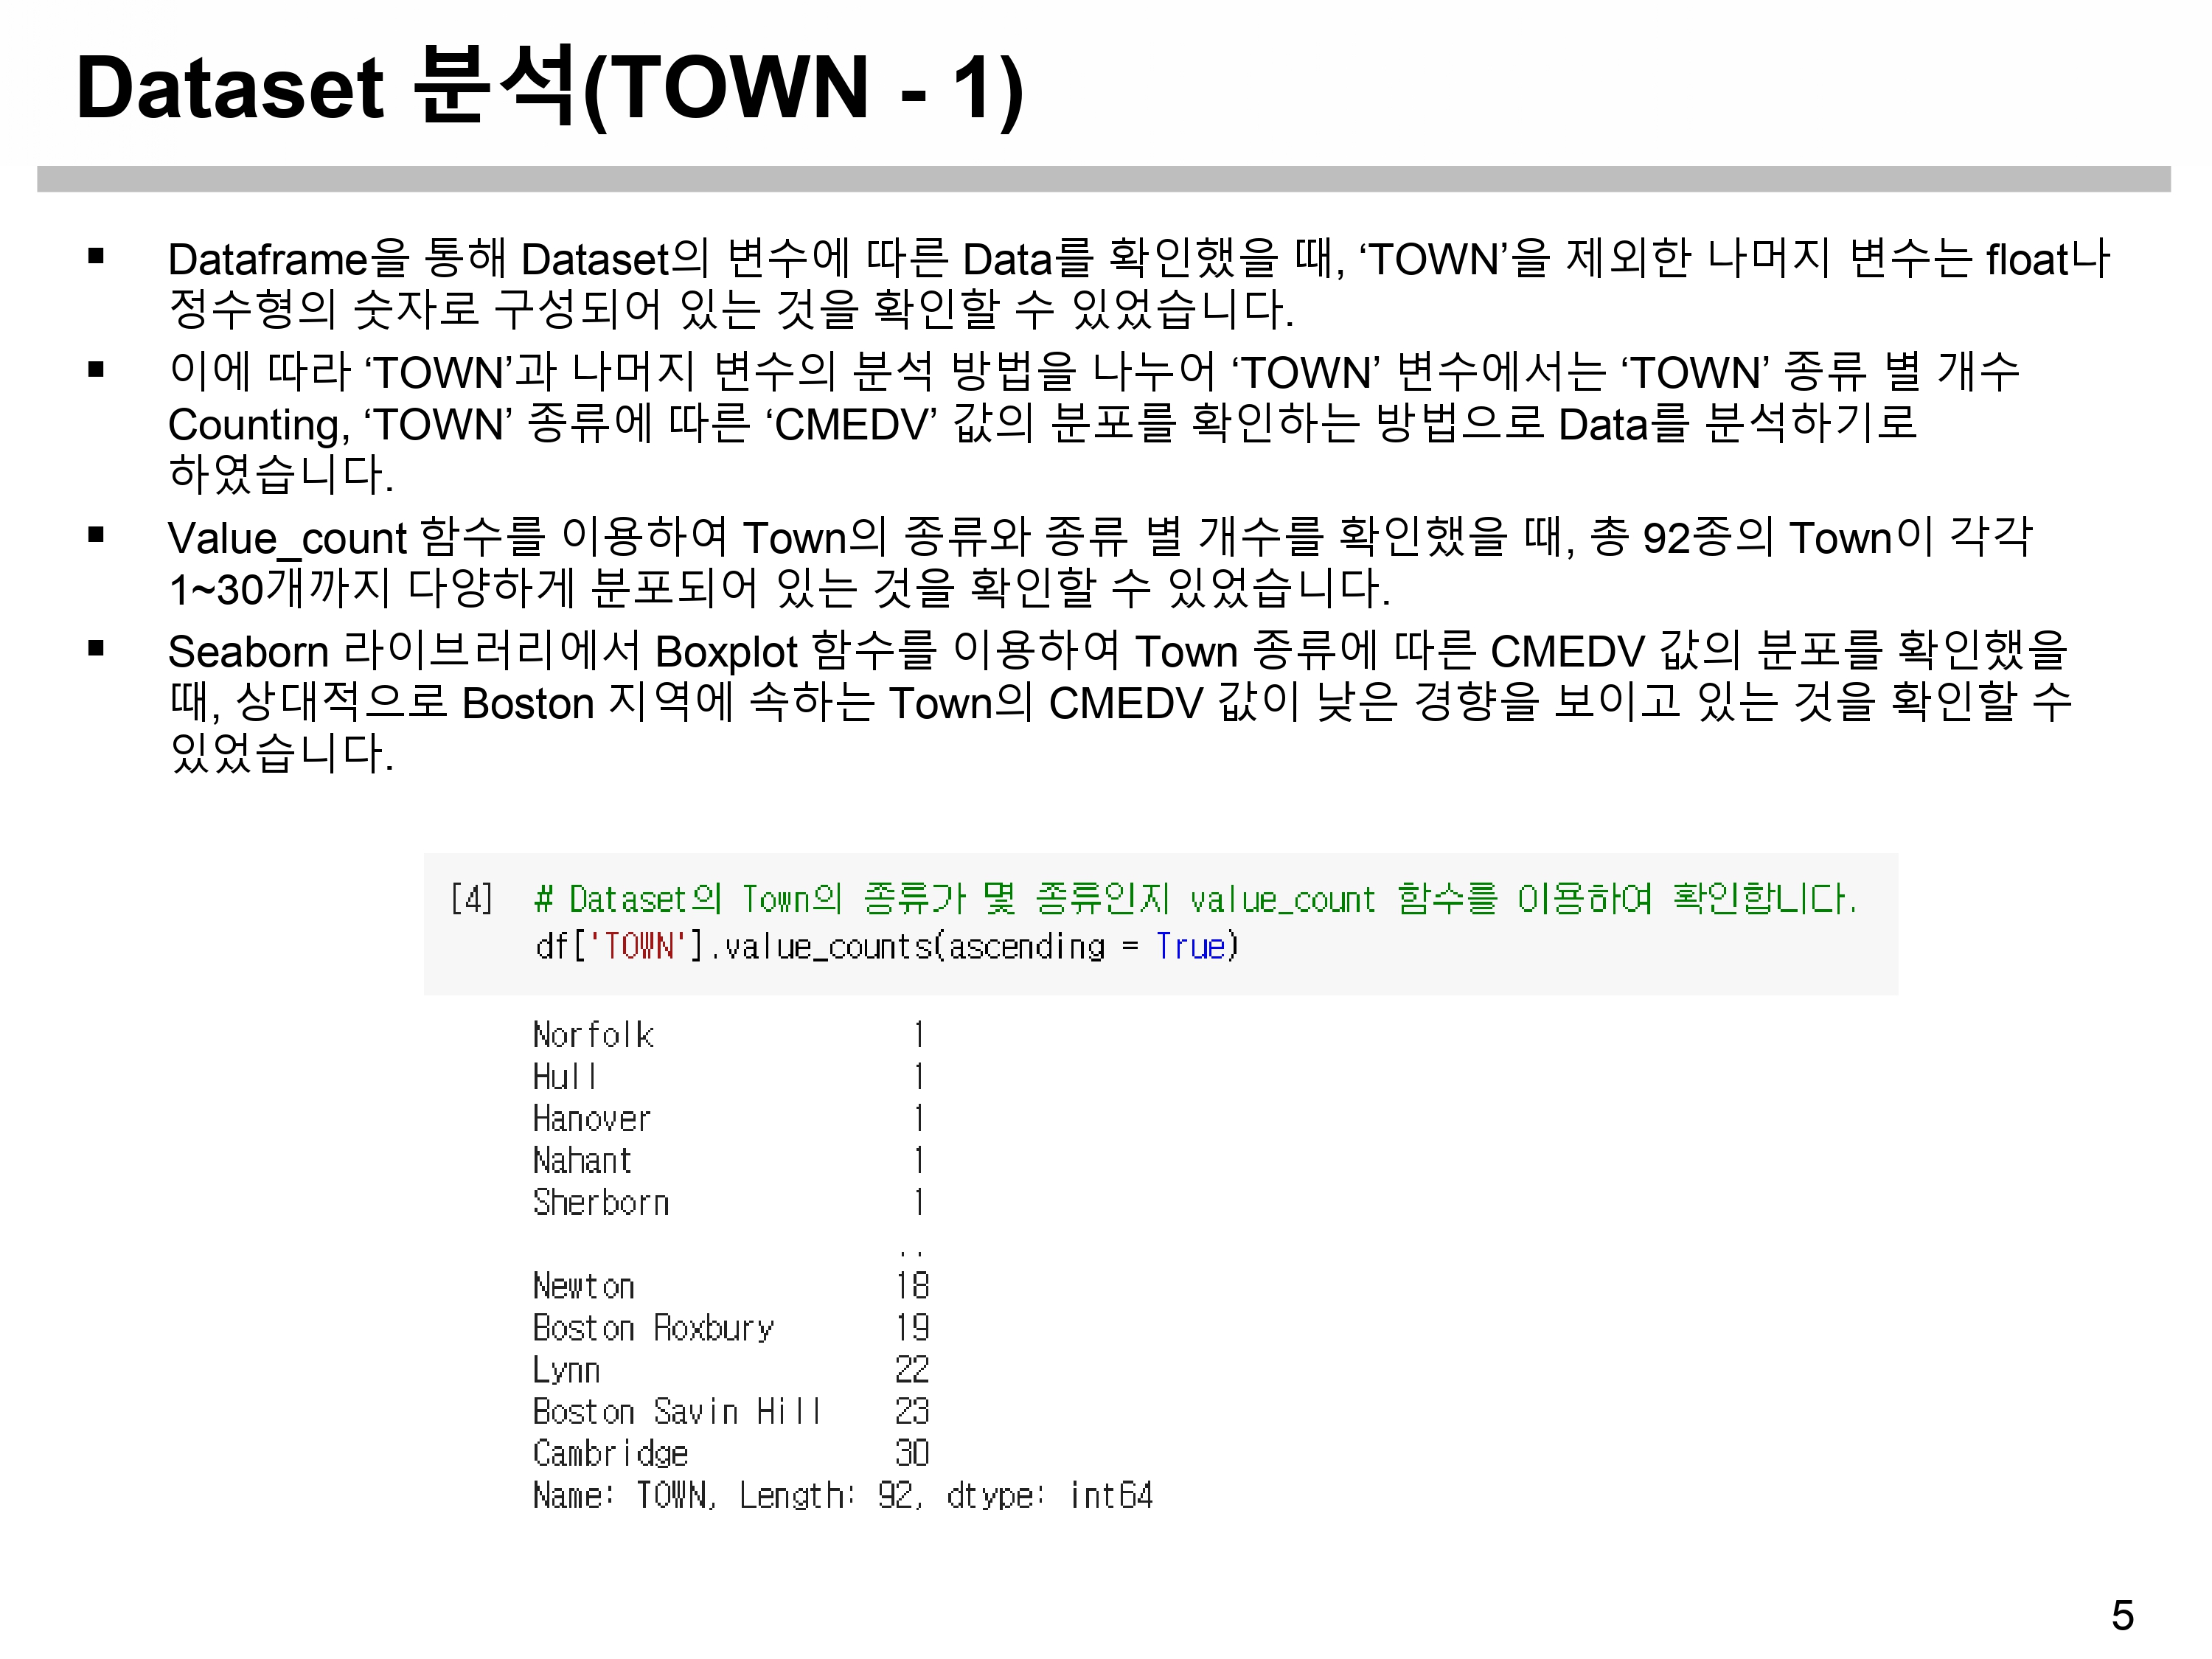 Dataset 분석(TOWN - 1)
▪ Dataframe을 통해 Dataset의 변수에 따른 Data를 확인했을 때, ‘TOWN’을 제외한 나머지 변수는 float나
정수형의 숫자로 구성되어 있는 것을 확인할 수 있었습니다.
▪ 이에 따라 ‘TOWN’과 나머지 변수의 분석 방법을 나누어 ‘TOWN’ 변수에서는 ‘TOWN’ 종류 별 개수
Counting, ‘TOWN’ 종류에 따른 ‘CMEDV’ 값의 분포를 확인하는 방법으로 Data를 분석하기로
하였습니다.
▪ Value_count 함수를 이용하여 Town의 종류와 종류 별 개수를 확인했을 때, 총 92종의 Town이 각각
1~30개까지 다양하게 분포되어 있는 것을 확인할 수 있었습니다.
▪ Seaborn 라이브러리에서 Boxplot 함수를 이용하여 Town 종류에 따른 CMEDV 값의 분포를 확인했을
때, 상대적으로 Boston 지역에 속하는 Town의 CMEDV 값이 낮은 경향을 보이고 있는 것을 확인할 수
있었습니다.
[4] # Dataset의 Town의 종류가 몇 종류인지 value_count 함수를 이용하여 확인합니다.
df['TOWN'].value_counts(ascending = True)
Norfolk 1
Hull 1
Hanover 1
Nahant 1
Sherborn 1
..
Newton 18
Boston Roxbury 19
Lynn 22
Boston Savin Hill 23
Cambridge 30
Name: TOWN, Length: 92, dtype: int64
5